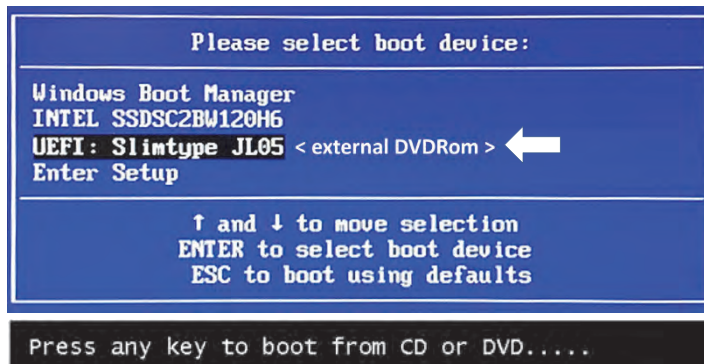 Please select boot device:
Windows Boot Manager
INTEL SSDSC2BW120H6
UEFI: Slimtype JL05 < external DVDRom >
Enter Setup
↑ and ↓ to move selection
ENTER to select boot device
ESC to boot using defaults
Press any key to boot from CD or DVD.....